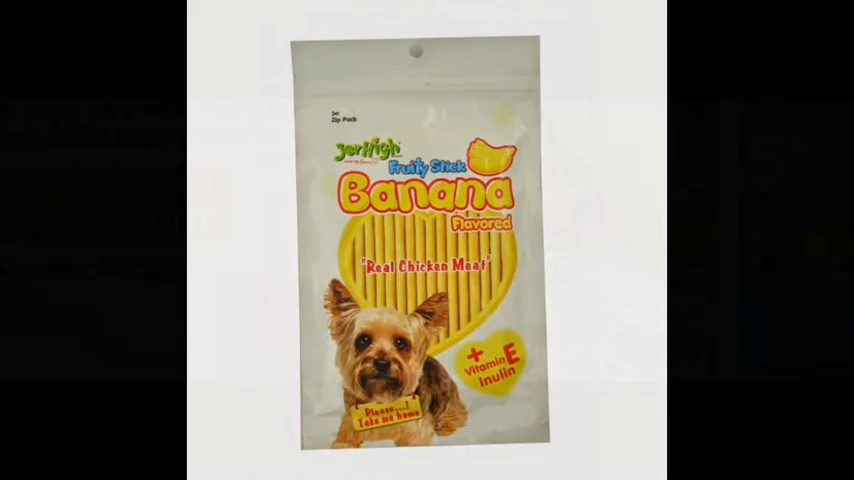 Zip Pack
JerHigh
Fruity Stick
Banana
Flavored
"Real Chicken Meat"
+ Vitamin E
Inulin
Please...!
Take me home